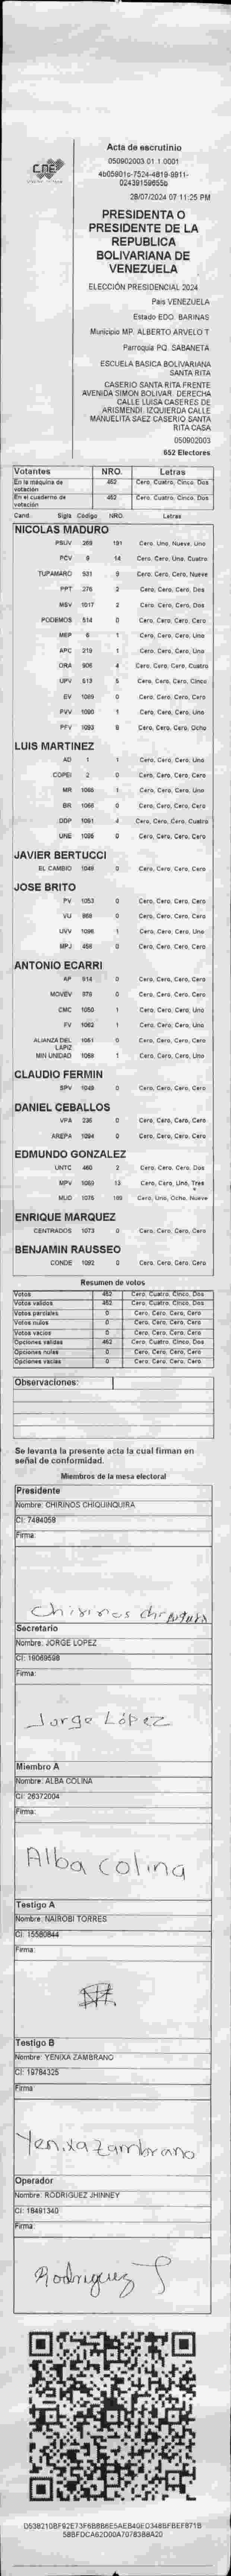 CNE
Acta de escrutinio
050902003.01.1.0001
02439159655b
28/07/2024 07:11:25 PM
PRESIDENTA O
PRESIDENTE DE LA
REPUBLICA
BOLIVARIANA DE
VENEZUELA
ELECCIÓN PRESIDENCIAL 2024
País VENEZUELA
Estado EDO. BARINAS
Municipio MP. ALBERTO ARVELO T
Parroquia PQ. SABANETA
ESCUELA BASICA BOLIVARIANA
SANTA RITA
CASERIO SANTA RITA FRENTE
AVENIDA SIMON BOLIVAR. DERECHA
CALLE LUISA CASERES DE
ARISMENDI. IZQUIERDA CALLE
MANUELITA SAEZ CASERIO SANTA
RITA CASA
050902003
652 Electores
Votantes NRO. Letras
En la máquina de votación 452 Cero, Cuatro, Cinco, Dos
En el cuaderno de votación 452 Cero, Cuatro, Cinco, Dos
Cand. Sigla Código NRO. Letras
NICOLAS MADURO
PSUV 269 191 Cero, Uno, Nueve, Uno
PCV 6 14 Cero, Cero, Uno, Cuatro
TUPAMARO 931 9 Cero, Cero, Cero, Nueve
PPT 276 2 Cero, Cero, Cero, Dos
MSV 1017 2 Cero, Cero, Cero, Dos
PODEMOS 514 0 Cero, Cero, Cero, Cero
MEP 6 1 Cero, Cero, Cero, Uno
APC 219 1 Cero, Cero, Cero, Uno
ORA 906 4 Cero, Cero, Cero, Cuatro
UPV 513 5 Cero, Cero, Cero, Cinco
EV 1089 0 Cero, Cero, Cero, Cero
PVV 1090 1 Cero, Cero, Cero, Uno
PFV 1093 8 Cero, Cero, Cero, Ocho
LUIS MARTINEZ
AD 1 1 Cero, Cero, Cero, Uno
COPEI 2 0 Cero, Cero, Cero, Cero
MR 1065 1 Cero, Cero, Cero, Uno
BR 1066 0 Cero, Cero, Cero, Cero
DDP 1091 4 Cero, Cero, Cero, Cuatro
UNE 1096 0 Cero, Cero, Cero, Cero
JAVIER BERTUCCI
EL CAMBIO 1049 0 Cero, Cero, Cero, Cero
JOSE BRITO
PV 1053 0 Cero, Cero, Cero, Cero
VU 868 0 Cero, Cero, Cero, Cero
UVV 1098 1 Cero, Cero, Cero, Uno
MPJ 456 0 Cero, Cero, Cero, Cero
ANTONIO ECARRI
AP 914 0 Cero, Cero, Cero, Cero
MOVEV 979 0 Cero, Cero, Cero, Cero
CMC 1050 1 Cero, Cero, Cero, Uno
FV 1062 1 Cero, Cero, Cero, Uno
ALIANZA DEL LAPIZ 1061 0 Cero, Cero, Cero, Cero
MIN UNIDAD 1069 1 Cero, Cero, Cero, Uno
CLAUDIO FERMIN
SPV 1048 0 Cero, Cero, Cero, Cero
DANIEL CEBALLOS
VPA 236 0 Cero, Cero, Cero, Cero
AREPA 1094 0 Cero, Cero, Cero, Cero
EDMUNDO GONZALEZ
UNTC 460 2 Cero, Cero, Cero, Dos
MPV 1069 13 Cero, Cero, Uno, Tres
MUD 1075 189 Cero, Uno, Ocho, Nueve
ENRIQUE MARQUEZ
CENTRADOS 1073 0 Cero, Cero, Cero, Cero
BENJAMIN RAUSSEO
CONDE 1092 0 Cero, Cero, Cero, Cero
Resumen de votos
Votos 452 Cero, Cuatro, Cinco, Dos
Votos validos 452 Cero, Cuatro, Cinco, Dos
Votos parciales 0 Cero, Cero, Cero, Cero
Votos nulos 0 Cero, Cero, Cero, Cero
Votos vacios 0 Cero, Cero, Cero, Cero
Opciones validas 452 Cero, Cuatro, Cinco, Dos
Opciones nulas 0 Cero, Cero, Cero, Cero
Opciones vacias 0 Cero, Cero, Cero, Cero
Observaciones:
Se levanta la presente acta la cual firman en
señal de conformidad.
Miembros de la mesa electoral
Presidente
Nombre: CHIRINOS CHIQUINQUIRA
CI: 7484058
Firma:
Chirinos
Secretario
Nombre: JORGE LOPEZ
CI: 19069598
Firma:
Jorge López
Miembro A
Nombre: ALBA COLINA
CI: 26372004
Firma:
Alba Colina
Testigo A
Nombre: NAIROBI TORRES
CI: 15580844
Firma:
Testigo B
Nombre: YENIXA ZAMBRANO
CI: 19784325
Firma:
Yenixa Zambrano
Operador
Nombre: RODRIGUEZ JHINNEY
CI: 18491340
Firma:
Rodriguez J